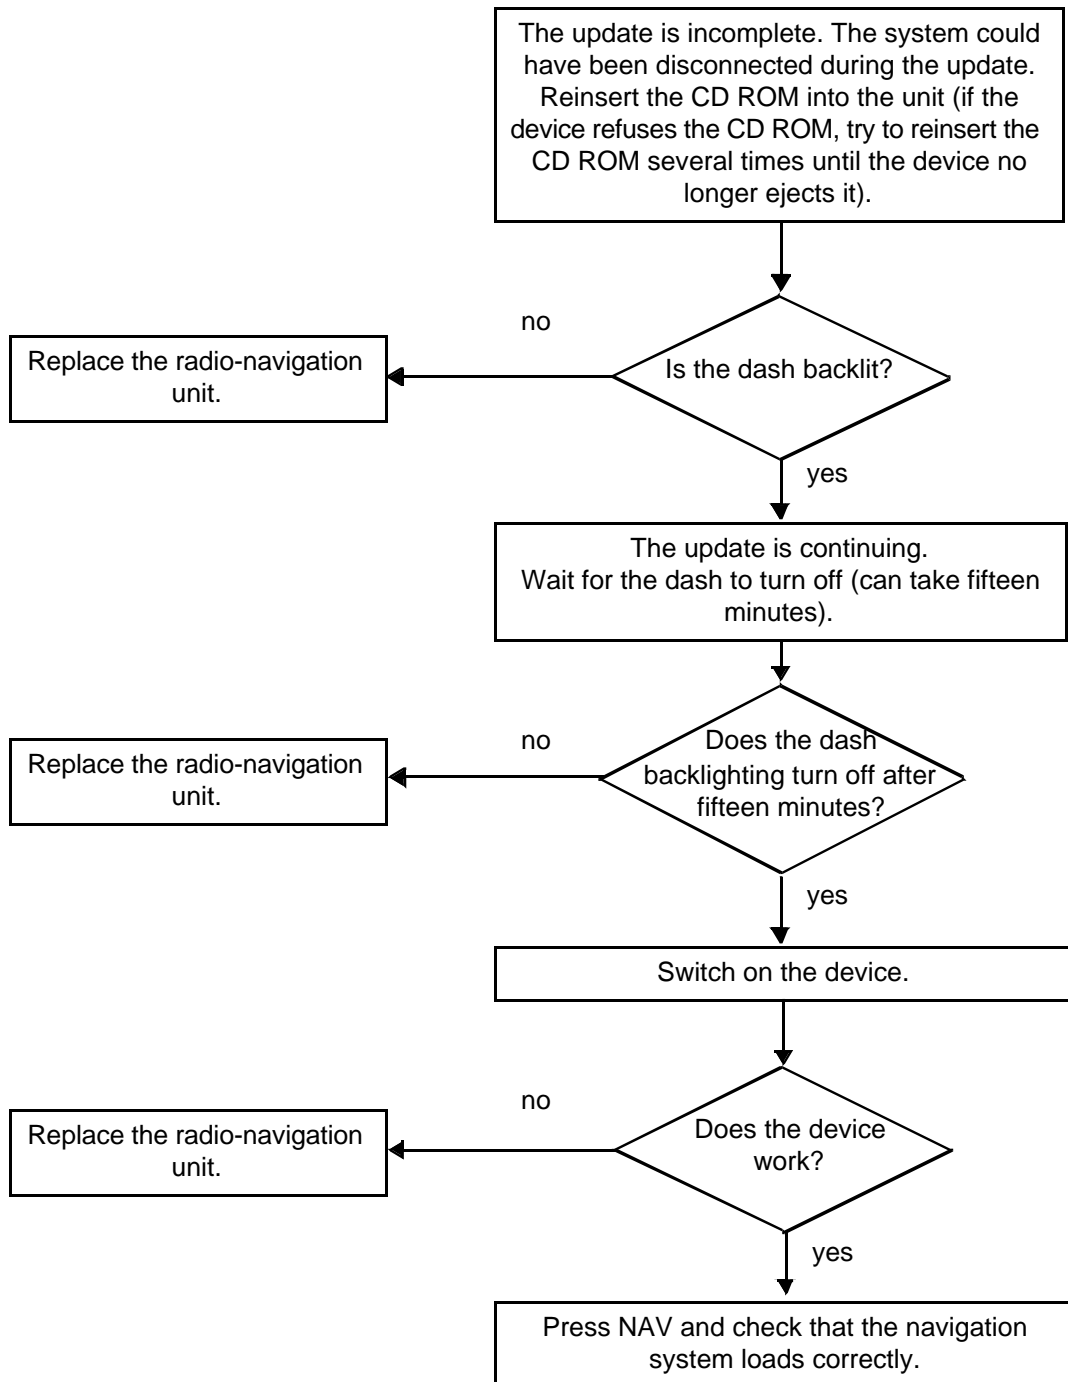 The update is incomplete. The system could
have been disconnected during the update.
Reinsert the CD ROM into the unit (if the
device refuses the CD ROM, try to reinsert the
CD ROM several times until the device no
longer ejects it).
no
Replace the radio-navigation
unit.
Is the dash backlit?
yes
The update is continuing.
Wait for the dash to turn off (can take fifteen
minutes).
no
Replace the radio-navigation
unit.
Does the dash
backlighting turn off after
fifteen minutes?
yes
Switch on the device.
no
Replace the radio-navigation
unit.
Does the device
work?
yes
Press NAV and check that the navigation
system loads correctly.